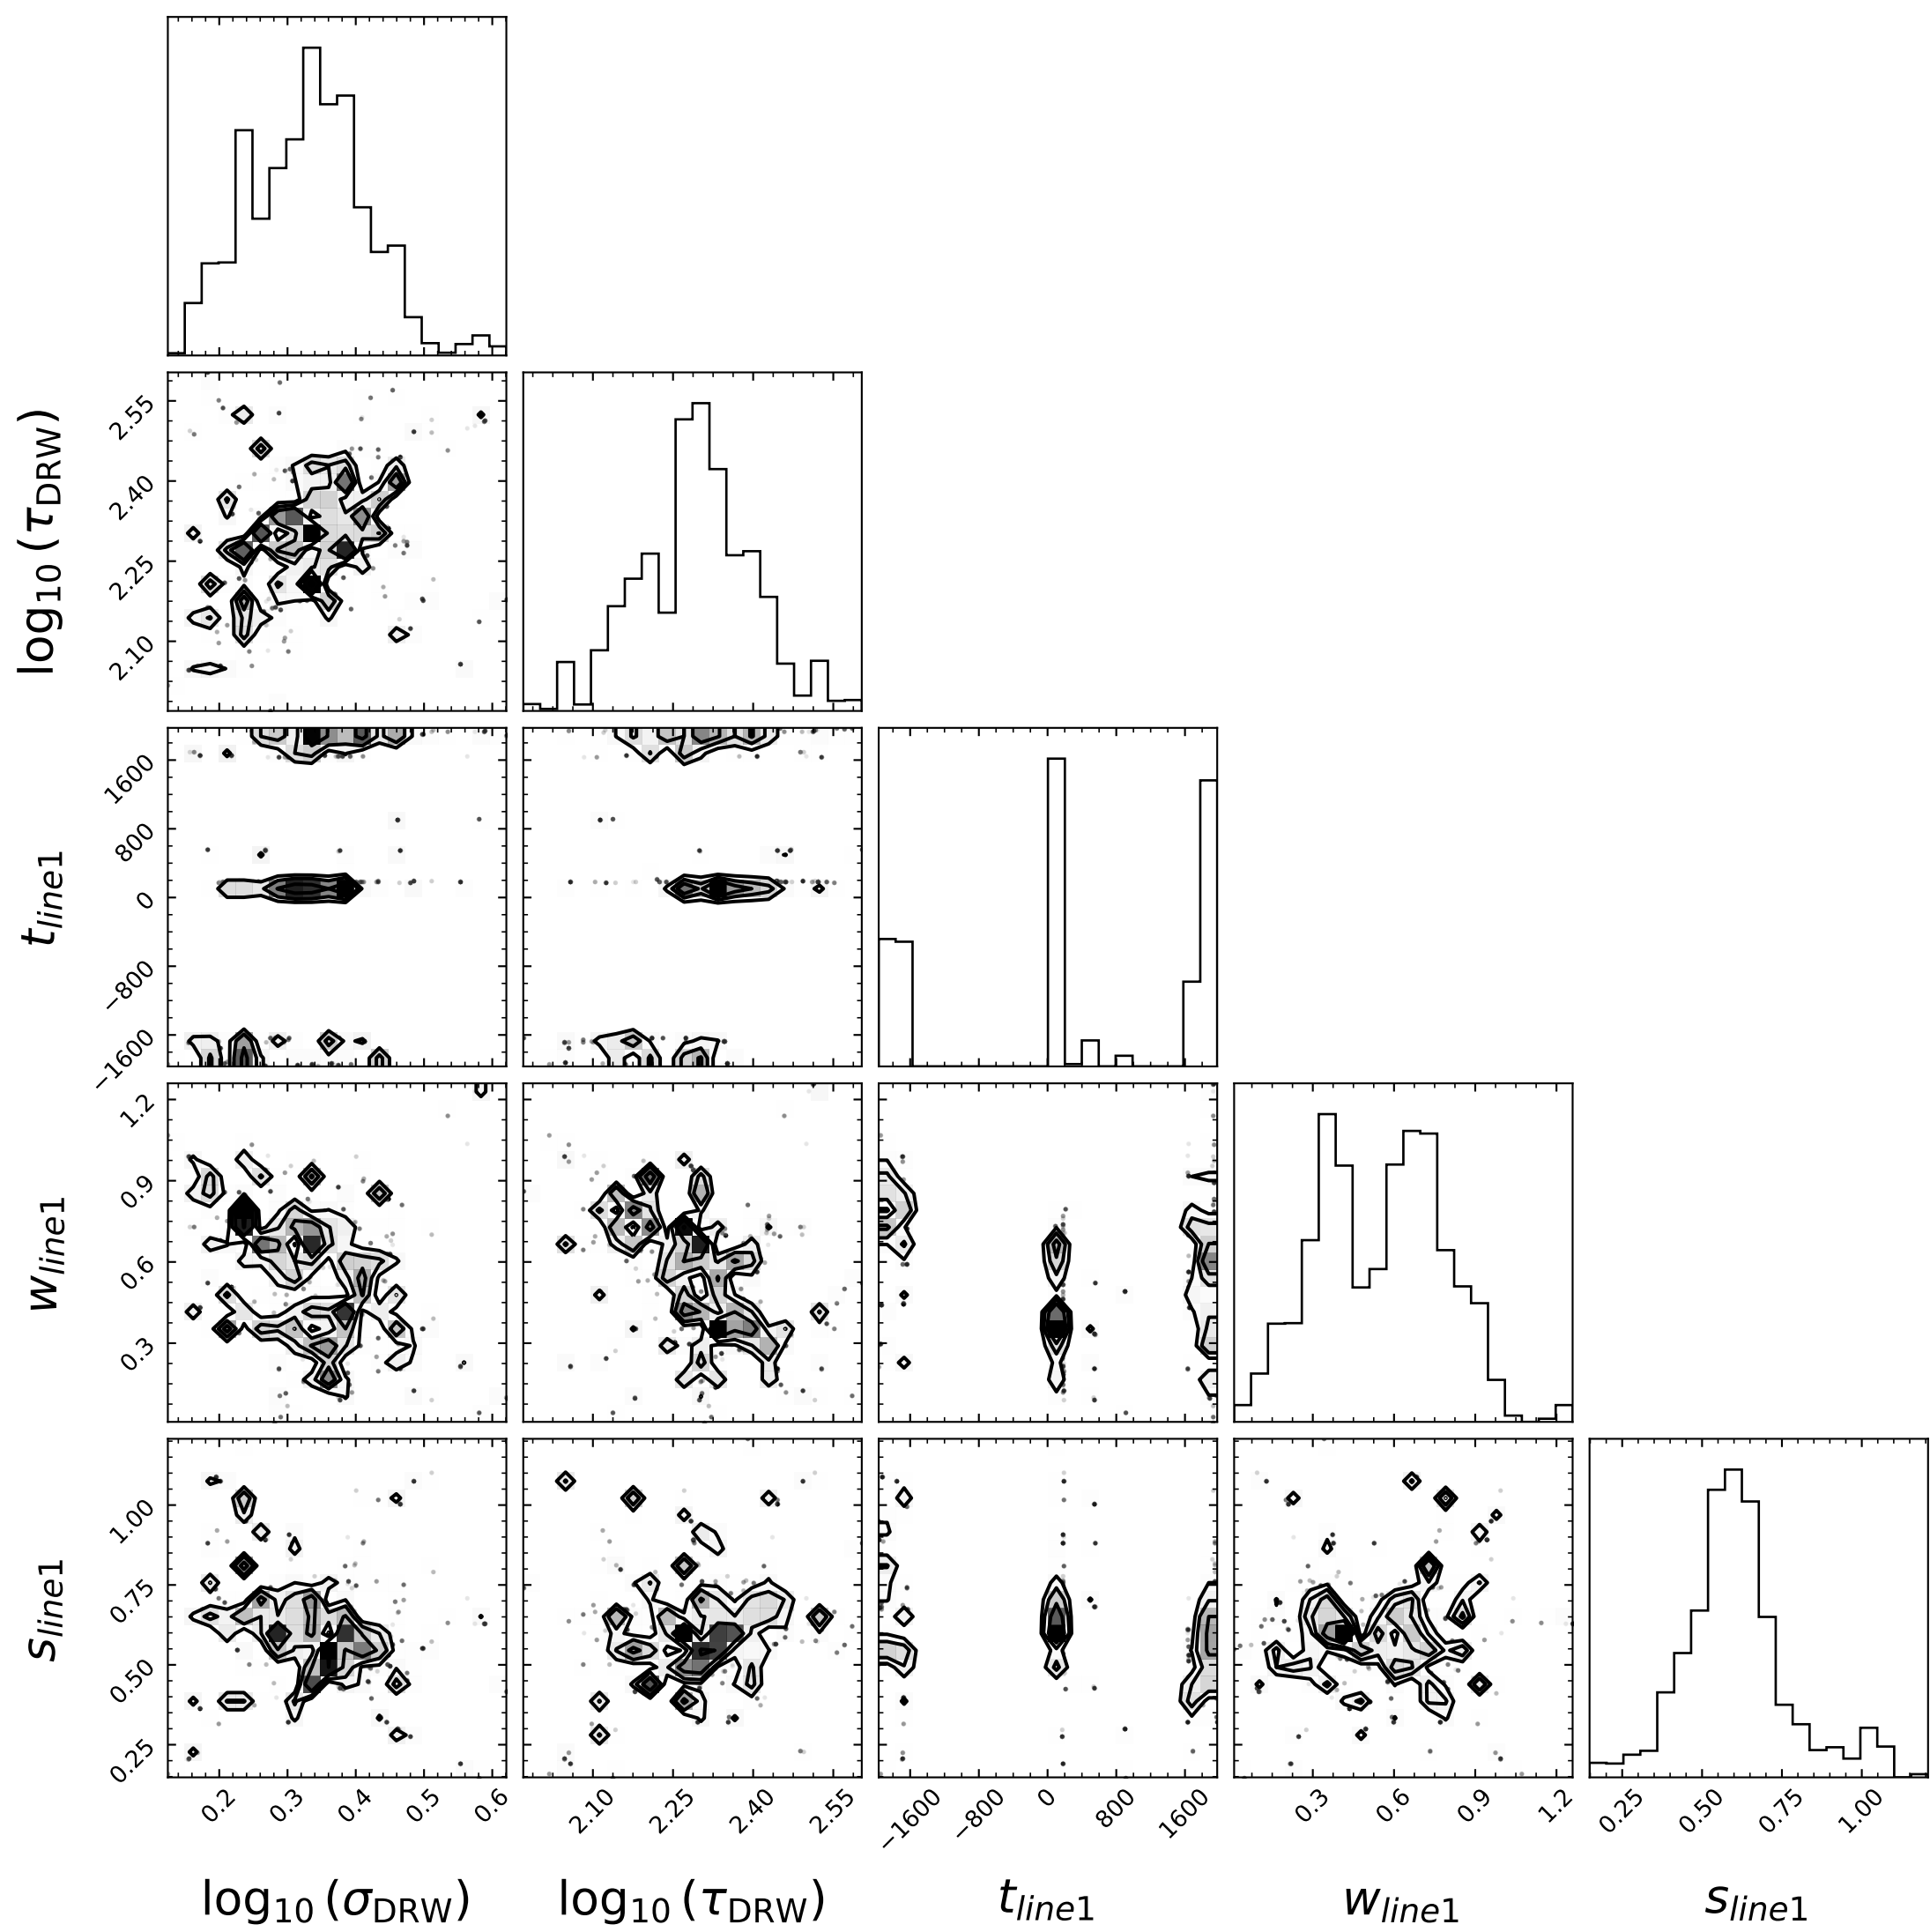 log10 (τDRW)
2.55
2.40
2.25
2.10
tline1
1600
800
0
−800
−1600
wline1
1.2
0.9
0.6
0.3
sline1
1.00
0.75
0.50
0.25
0.2 0.3 0.4 0.5 0.6
2.10 2.25 2.40 2.55
−1600 −800 0 800 1600
0.3 0.6 0.9 1.2
0.25 0.50 0.75 1.00
log10 (σDRW) log10 (τDRW) tline1 wline1 sline1